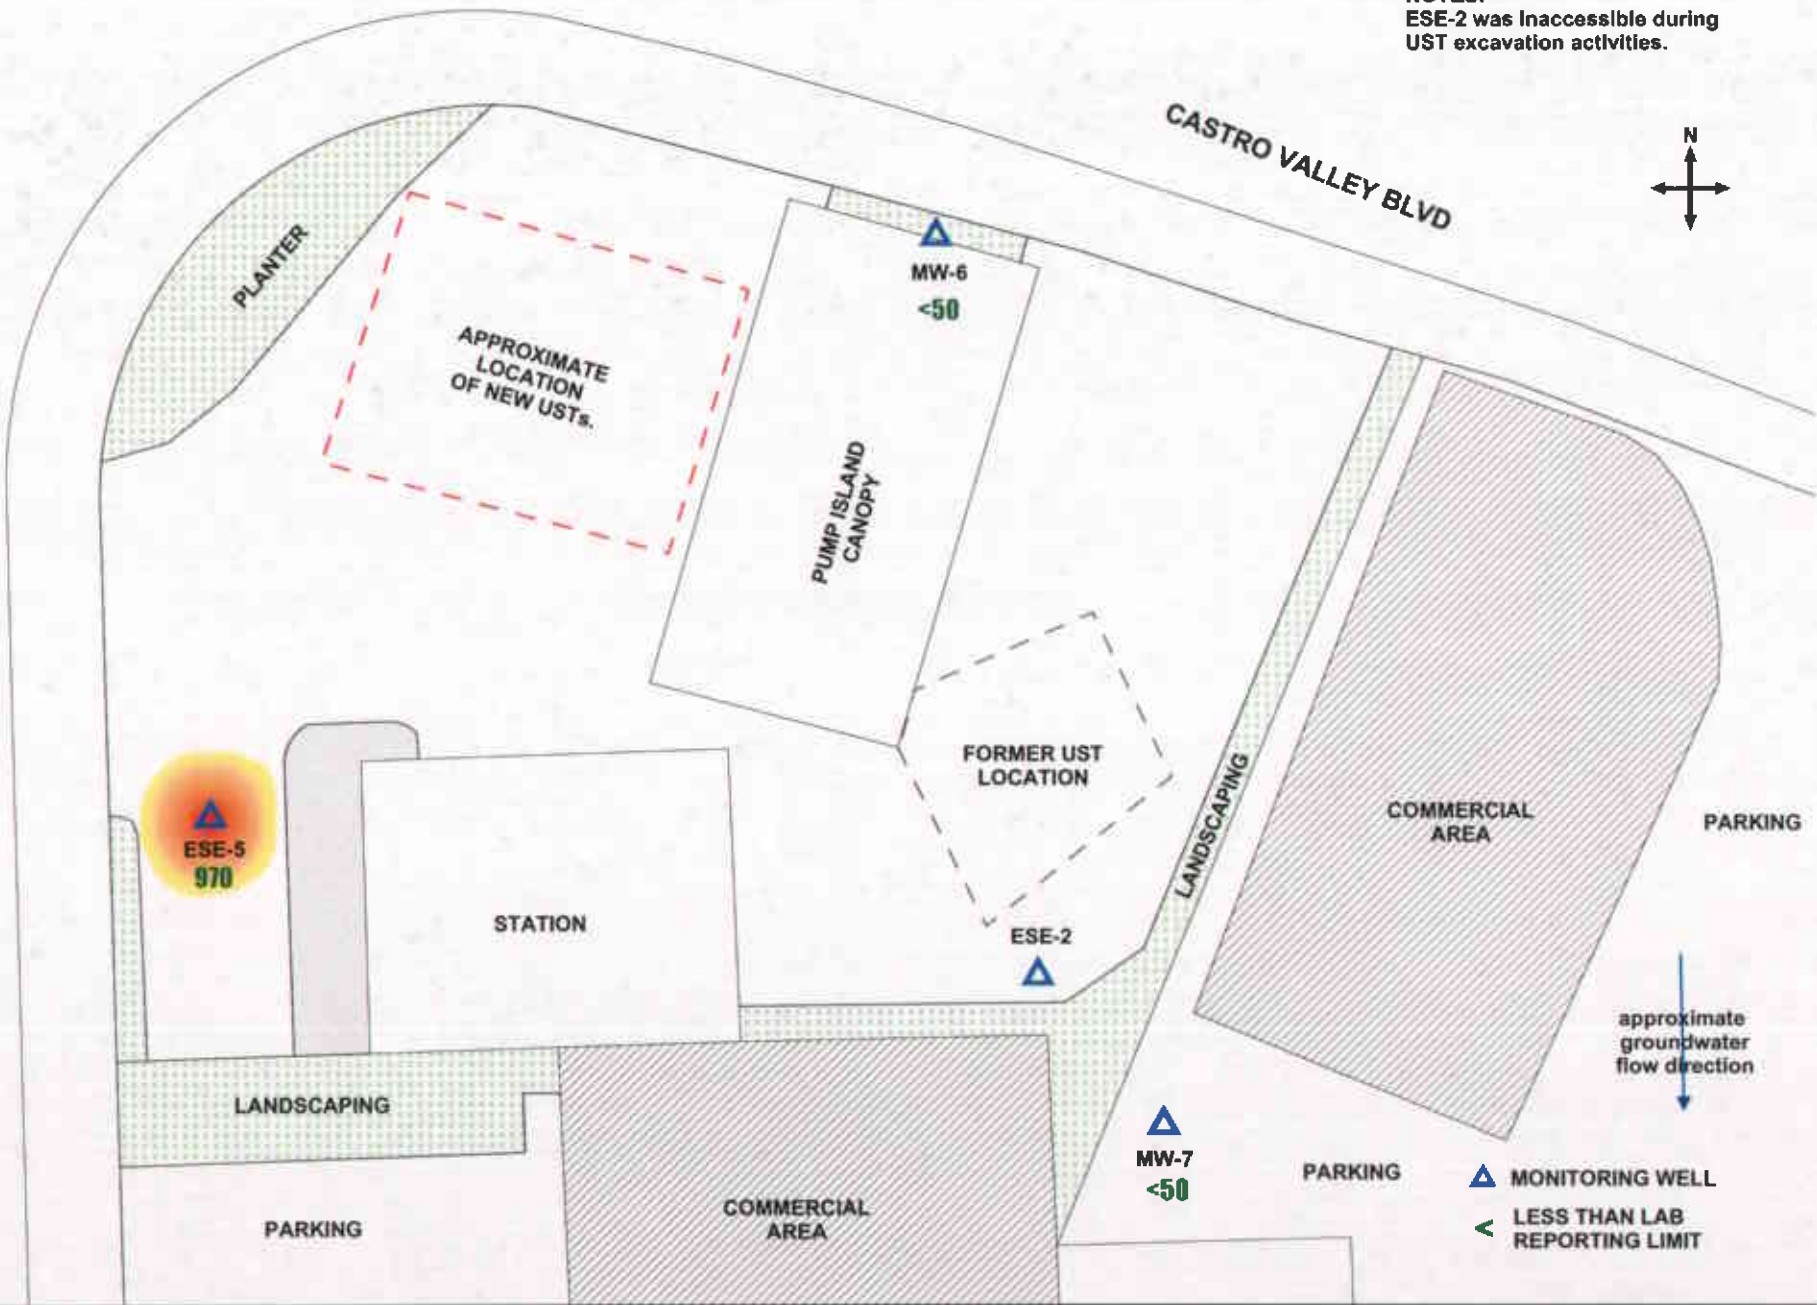 NOTES:
ESE-2 was inaccessible during
UST excavation activities.
CASTRO VALLEY BLVD
N
PLANTER
MW-6
<50
APPROXIMATE
LOCATION
OF NEW USTs.
PUMP ISLAND
CANOPY
FORMER UST
LOCATION
LANDSCAPING
COMMERCIAL
AREA
PARKING
ESE-5
970
STATION
ESE-2
approximate
groundwater
flow direction
LANDSCAPING
MW-7
<50
PARKING
MONITORING WELL
< LESS THAN LAB
REPORTING LIMIT
PARKING
COMMERCIAL
AREA